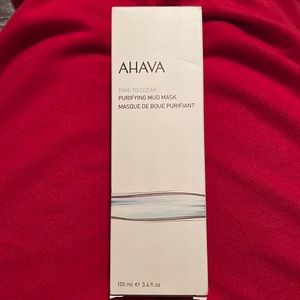 AHAVA
TIME TO CLEAR
PURIFYING MUD MASK
MASQUE DE BOUE PURIFIANT
100 ml ℮ 3.4 fl.oz